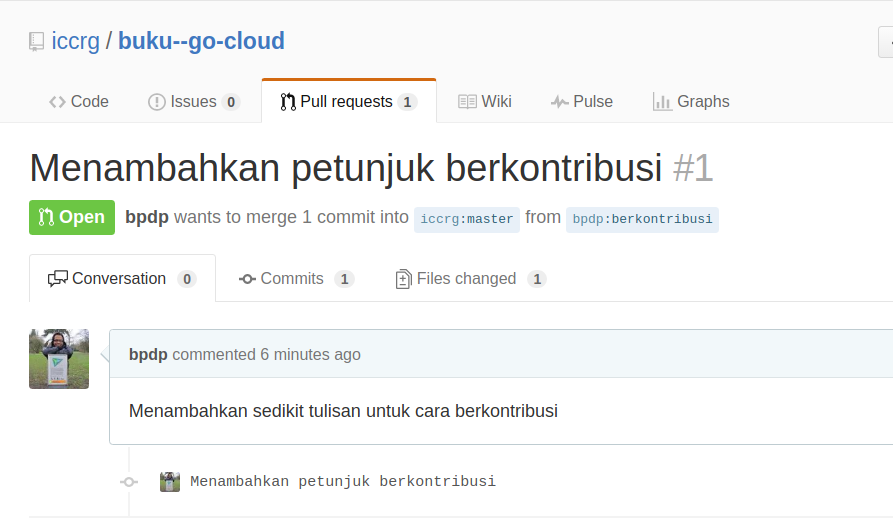 iccrg / buku--go-cloud
Code Issues 0 Pull requests 1 Wiki Pulse Graphs
Menambahkan petunjuk berkontribusi #1
Open bpdp wants to merge 1 commit into iccrg:master from bpdp:berkontribusi
Conversation 0 Commits 1 Files changed 1
bpdp commented 6 minutes ago
Menambahkan sedikit tulisan untuk cara berkontribusi
Menambahkan petunjuk berkontribusi